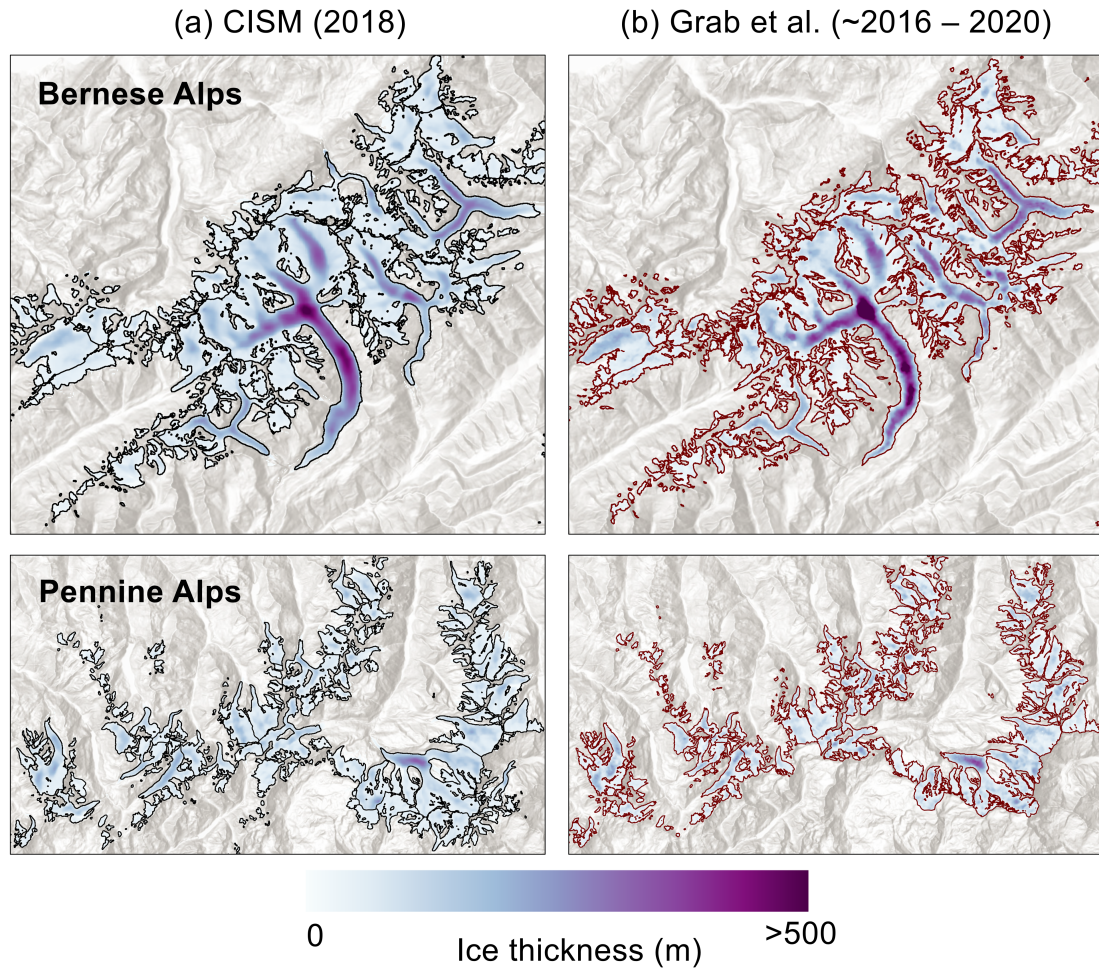 (a) CISM (2018)
(b) Grab et al. (~2016 – 2020)
Bernese Alps
Pennine Alps
0
>500
Ice thickness (m)